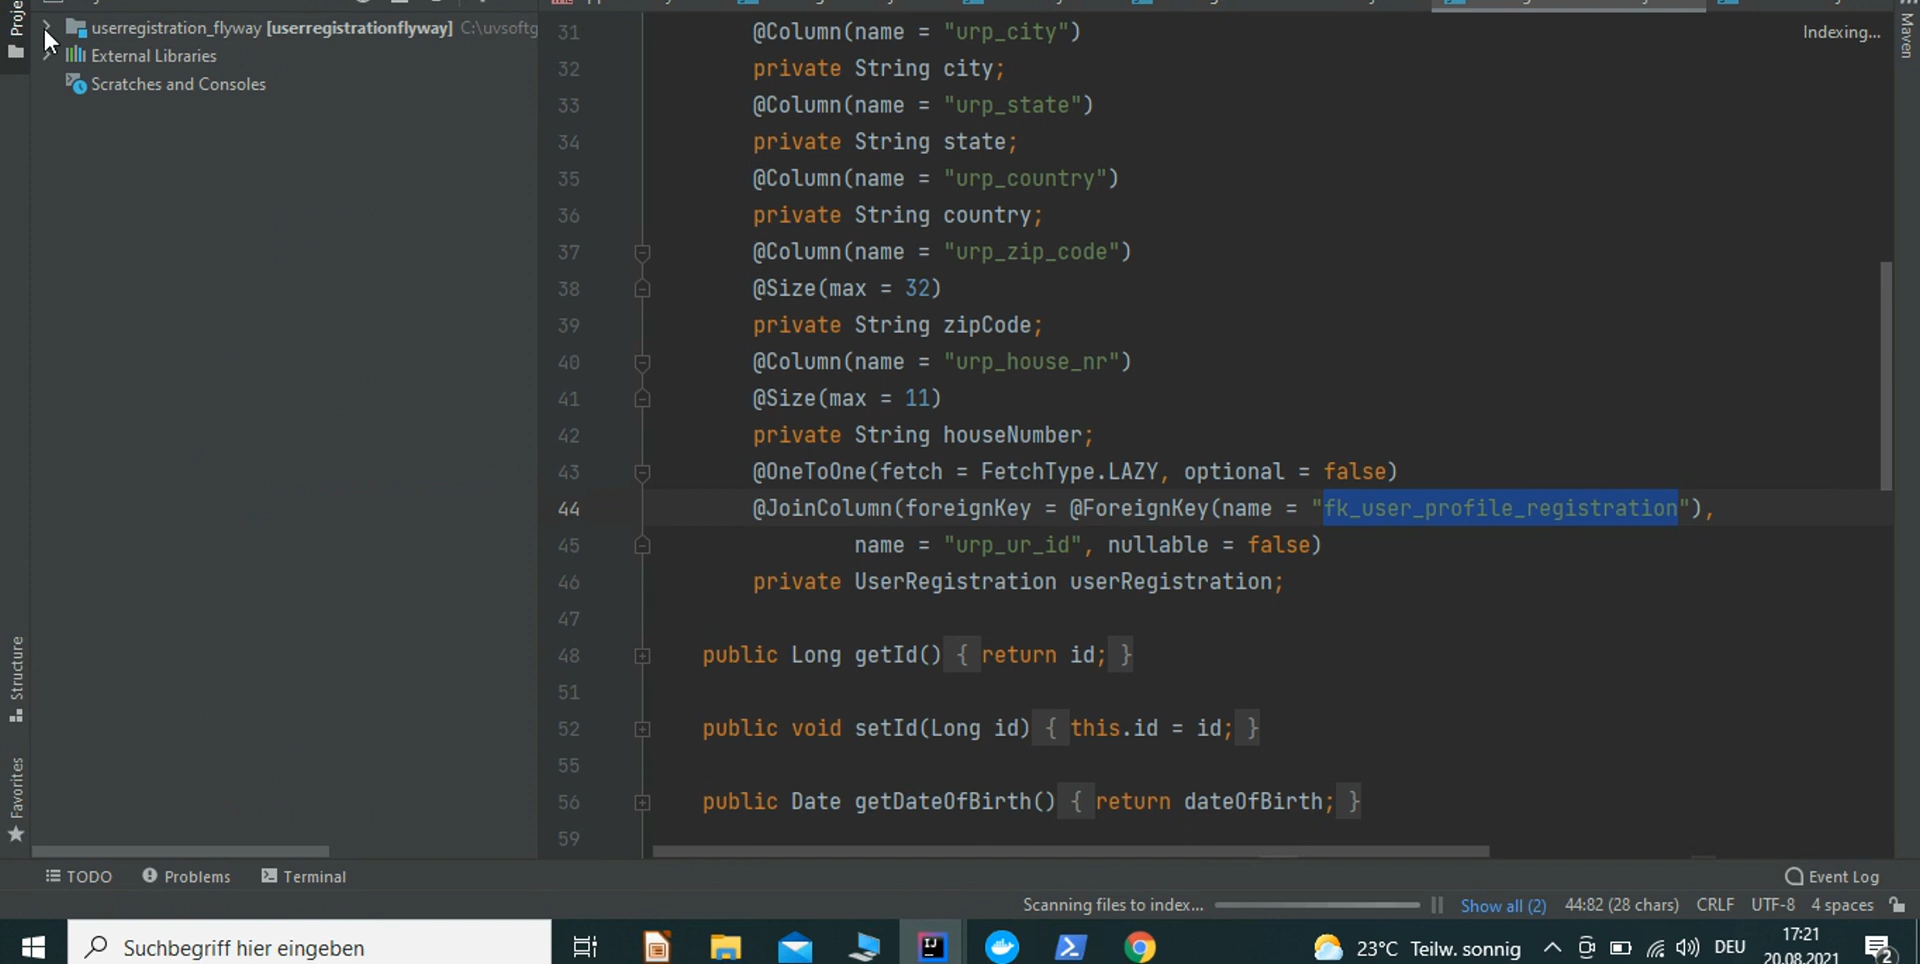 Proje
userregistration_flyway [userregistrationflyway] C:\uvsoftg
External Libraries
Scratches and Consoles
Structure
Favorites
31 @Column(name = "urp_city")
32 private String city;
33 @Column(name = "urp_state")
34 private String state;
35 @Column(name = "urp_country")
36 private String country;
37 @Column(name = "urp_zip_code")
38 @Size(max = 32)
39 private String zipCode;
40 @Column(name = "urp_house_nr")
41 @Size(max = 11)
42 private String houseNumber;
43 @OneToOne(fetch = FetchType.LAZY, optional = false)
44 @JoinColumn(foreignKey = @ForeignKey(name = "fk_user_profile_registration"),
45 name = "urp_ur_id", nullable = false)
46 private UserRegistration userRegistration;
47
48 public Long getId() { return id; }
51
52 public void setId(Long id) { this.id = id; }
55
56 public Date getDateOfBirth() { return dateOfBirth; }
59
Indexing...
Maven
TODO Problems Terminal Event Log
Scanning files to index... Show all (2) 44:82 (28 chars) CRLF UTF-8 4 spaces
Suchbegriff hier eingeben
23°C Teilw. sonnig DEU 17:21
20.08.2021 2